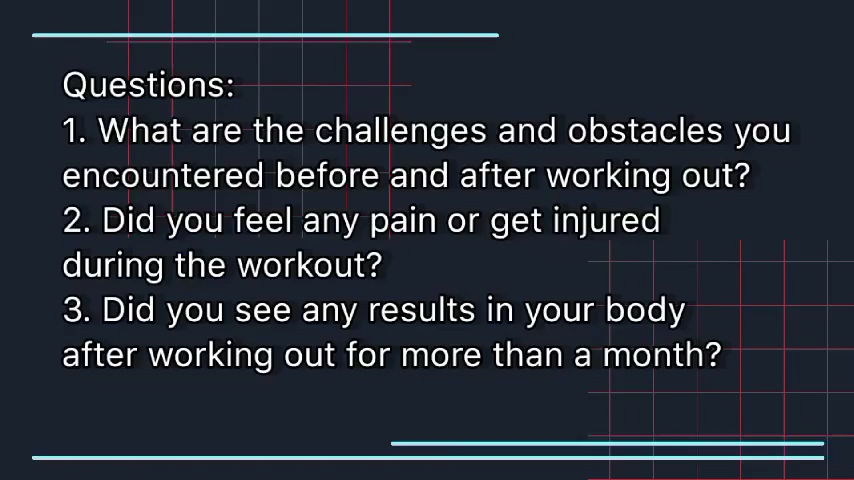 Questions:
1. What are the challenges and obstacles you
encountered before and after working out?
2. Did you feel any pain or get injured
during the workout?
3. Did you see any results in your body
after working out for more than a month?